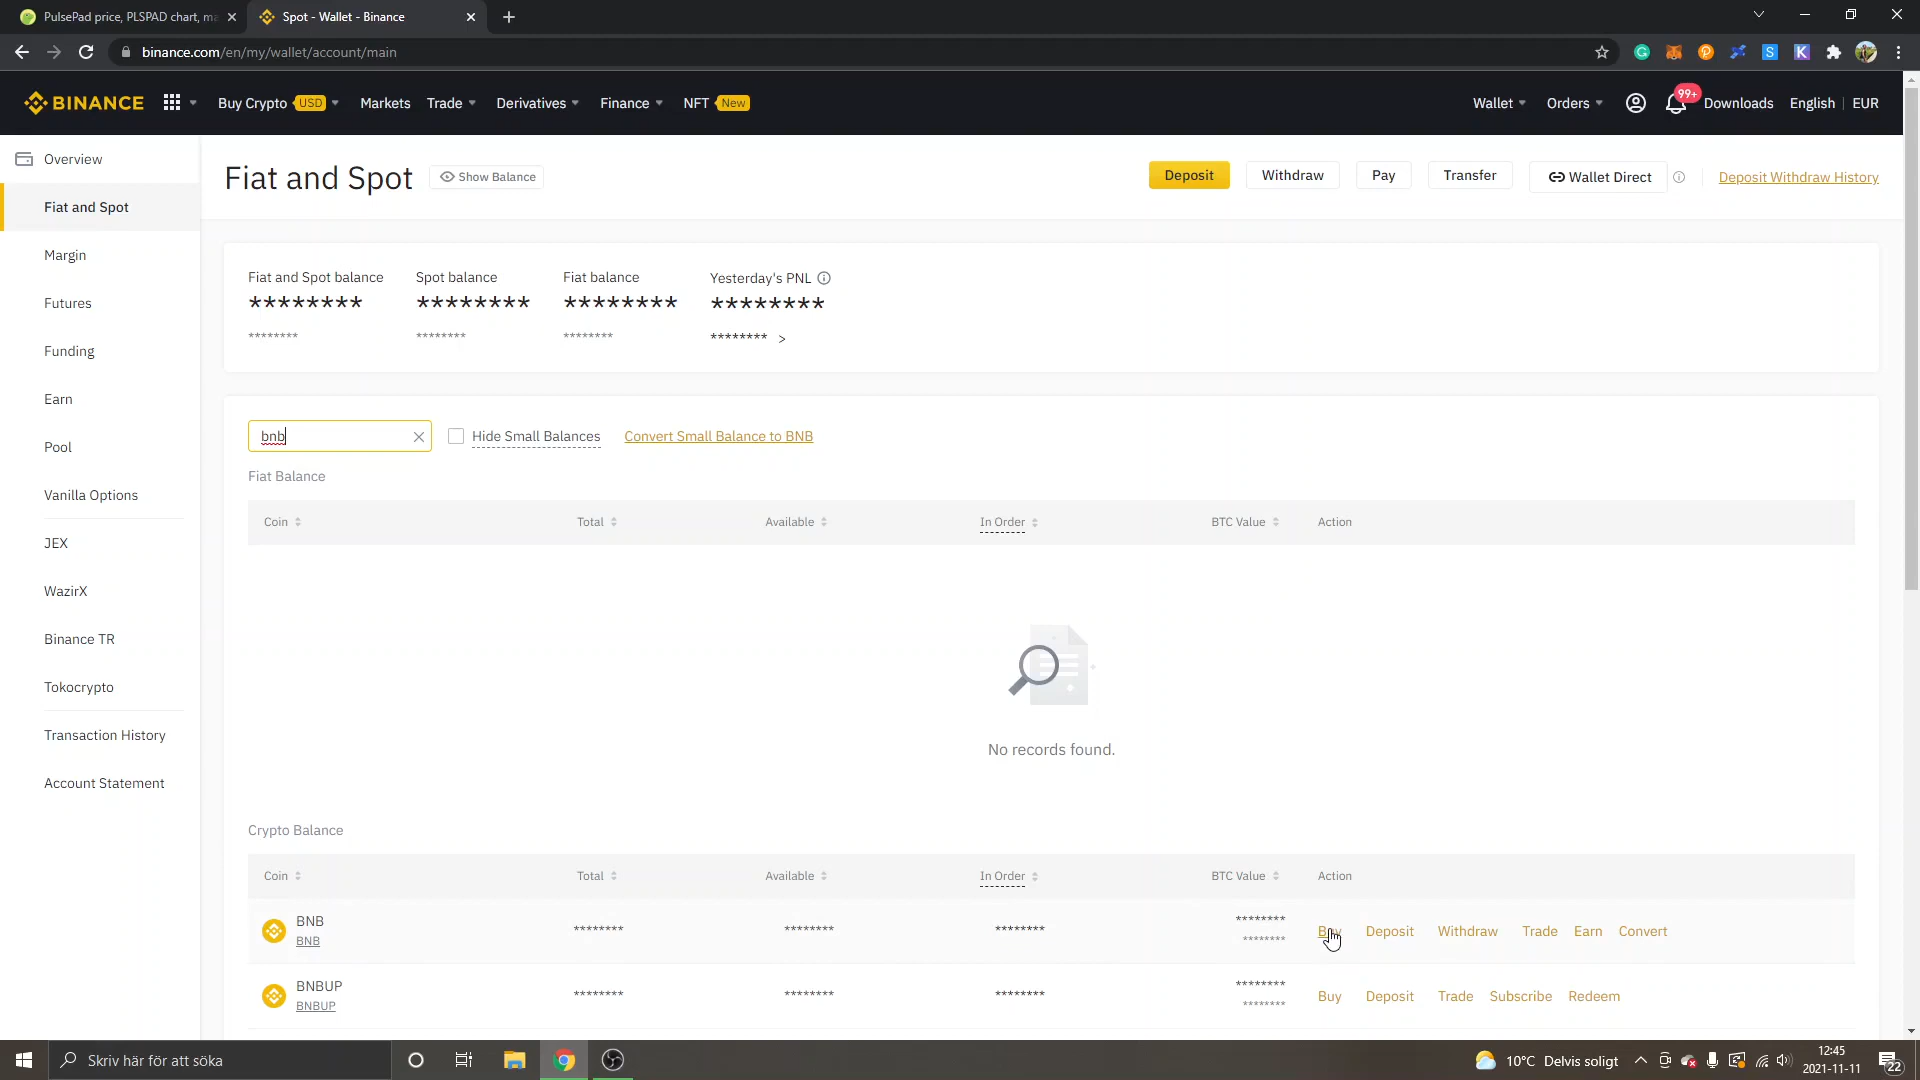 PulsePad price, PLSPAD chart, ma
Spot - Wallet - Binance
binance.com/en/my/wallet/account/main
BINANCE
Buy Crypto USD
Markets
Trade
Derivatives
Finance
NFT New
Wallet
Orders
99+
Downloads
English
EUR
Overview
Fiat and Spot
Margin
Futures
Funding
Earn
Pool
Vanilla Options
JEX
WazirX
Binance TR
Tokocrypto
Transaction History
Account Statement
Fiat and Spot
Show Balance
Deposit
Withdraw
Pay
Transfer
Wallet Direct
Deposit Withdraw History
Fiat and Spot balance Spot balance Fiat balance Yesterday's PNL
******** ******** ******** ********
******** ******** ******** ******** >
bnb
Hide Small Balances
Convert Small Balance to BNB
Fiat Balance
Coin Total Available In Order BTC Value Action
No records found.
Crypto Balance
Coin Total Available In Order BTC Value Action
BNB
BNB
******** ******** ******** ********
********
Buy Deposit Withdraw Trade Earn Convert
BNBUP
BNBUP
******** ******** ******** ********
********
Buy Deposit Trade Subscribe Redeem
Skriv här för att söka
10°C Delvis soligt
12:45
2021-11-11
22